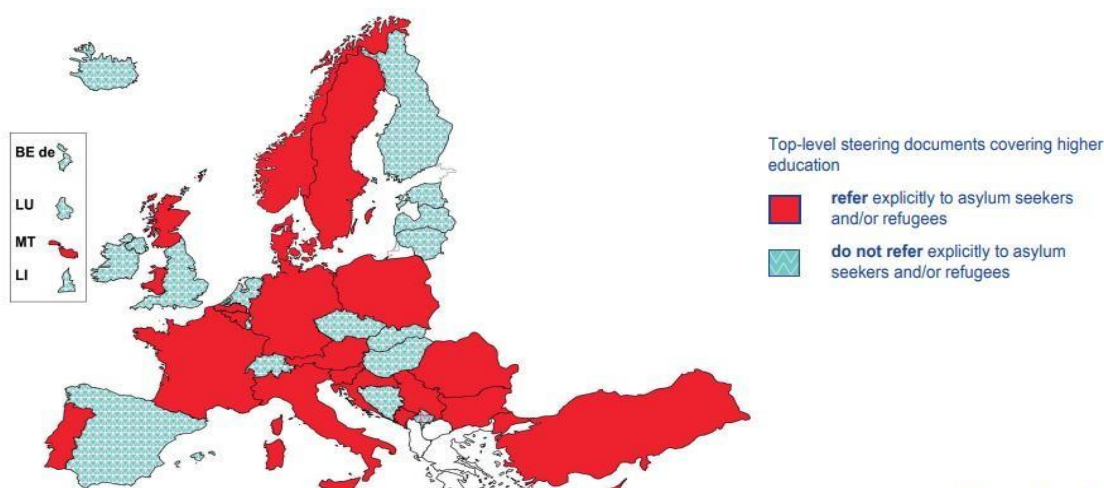 BE de
LU
MT
LI
Top-level steering documents covering higher
education
refer explicitly to asylum seekers
and/or refugees
do not refer explicitly to asylum
seekers and/or refugees